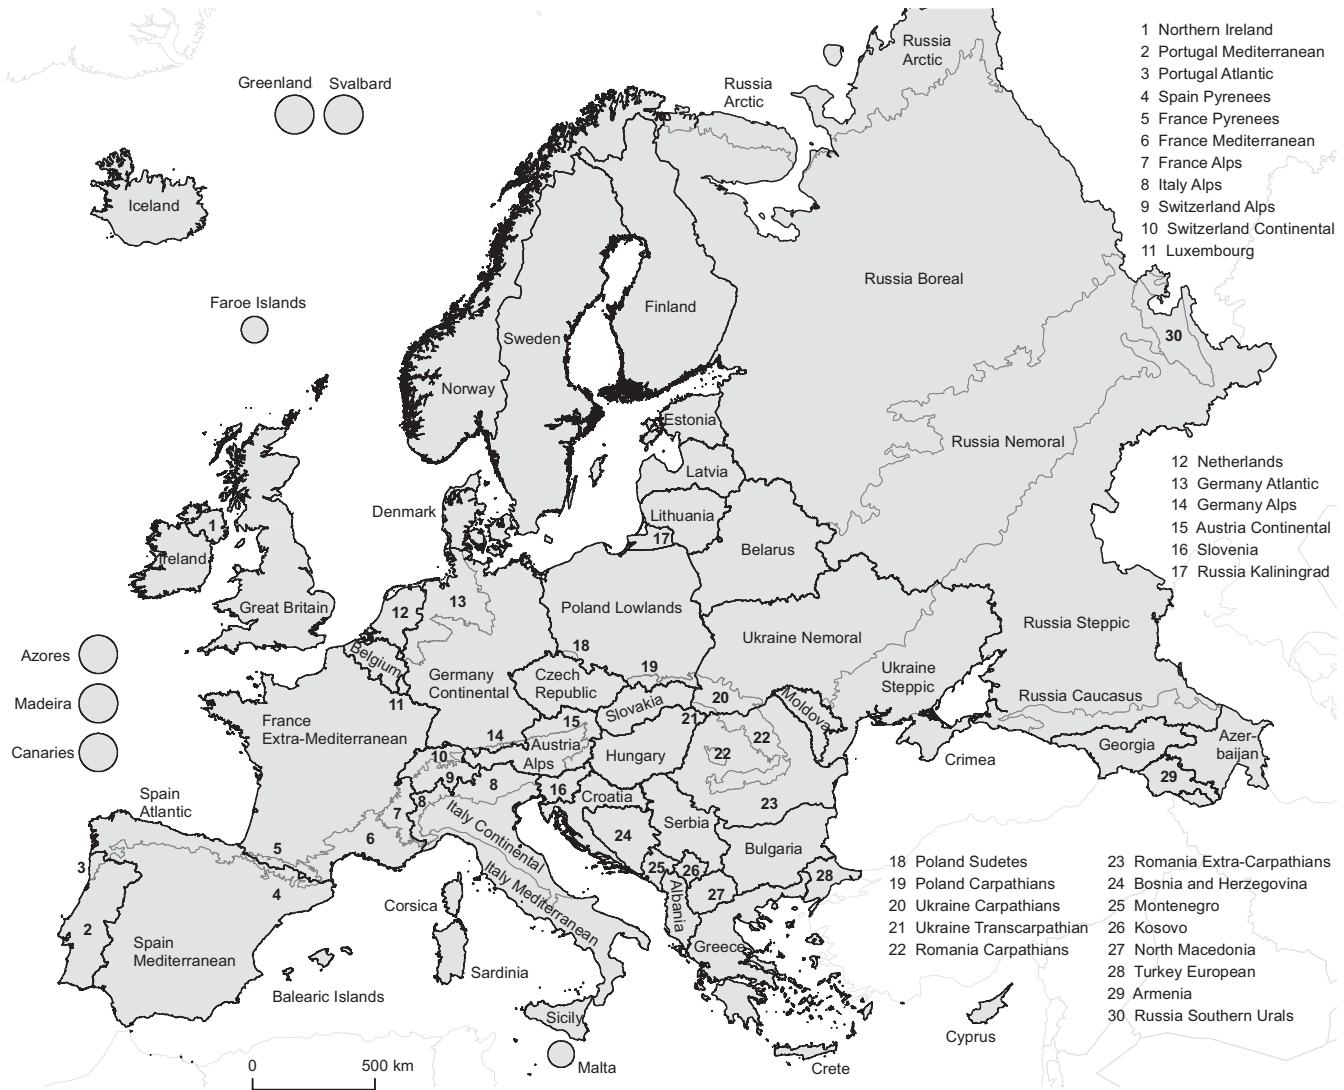 Russia
Arctic
1 Northern Ireland
2 Portugal Mediterranean
3 Portugal Atlantic
4 Spain Pyrenees
5 France Pyrenees
6 France Mediterranean
7 France Alps
8 Italy Alps
9 Switzerland Alps
10 Switzerland Continental
11 Luxembourg
Greenland
Svalbard
Russia
Arctic
Iceland
Faroe Islands
Russia Boreal
Finland
Sweden
Norway
30
Estonia
Russia Nemoral
Latvia
12 Netherlands
13 Germany Atlantic
14 Germany Alps
15 Austria Continental
16 Slovenia
17 Russia Kaliningrad
Denmark
Lithuania
17
1
Ireland
Belarus
Great Britain
12
13
Poland Lowlands
Russia Steppic
Ukraine Nemoral
18
19
Azores
Belgium
Germany
Continental
Czech
Republic
Ukraine
Steppic
20
Madeira
11
Slovakia
Moldova
Russia Caucasus
France
Extra-Mediterranean
15
21
Canaries
14
Austria
Alps
Hungary
22
22
Georgia
Azer-
baijan
10
9
8
8
16
Croatia
Crimea
29
Spain
Atlantic
7
6
Italy Continental
Serbia
23
24
5
Bulgaria
3
4
Italy Mediterranean
25
26
28
27
Albania
Corsica
2
Spain
Mediterranean
Greece
Sardinia
Balearic Islands
18 Poland Sudetes
19 Poland Carpathians
20 Ukraine Carpathians
21 Ukraine Transcarpathian
22 Romania Carpathians
23 Romania Extra-Carpathians
24 Bosnia and Herzegovina
25 Montenegro
26 Kosovo
27 North Macedonia
28 Turkey European
29 Armenia
30 Russia Southern Urals
Sicily
Cyprus
Malta
Crete
0
500 km